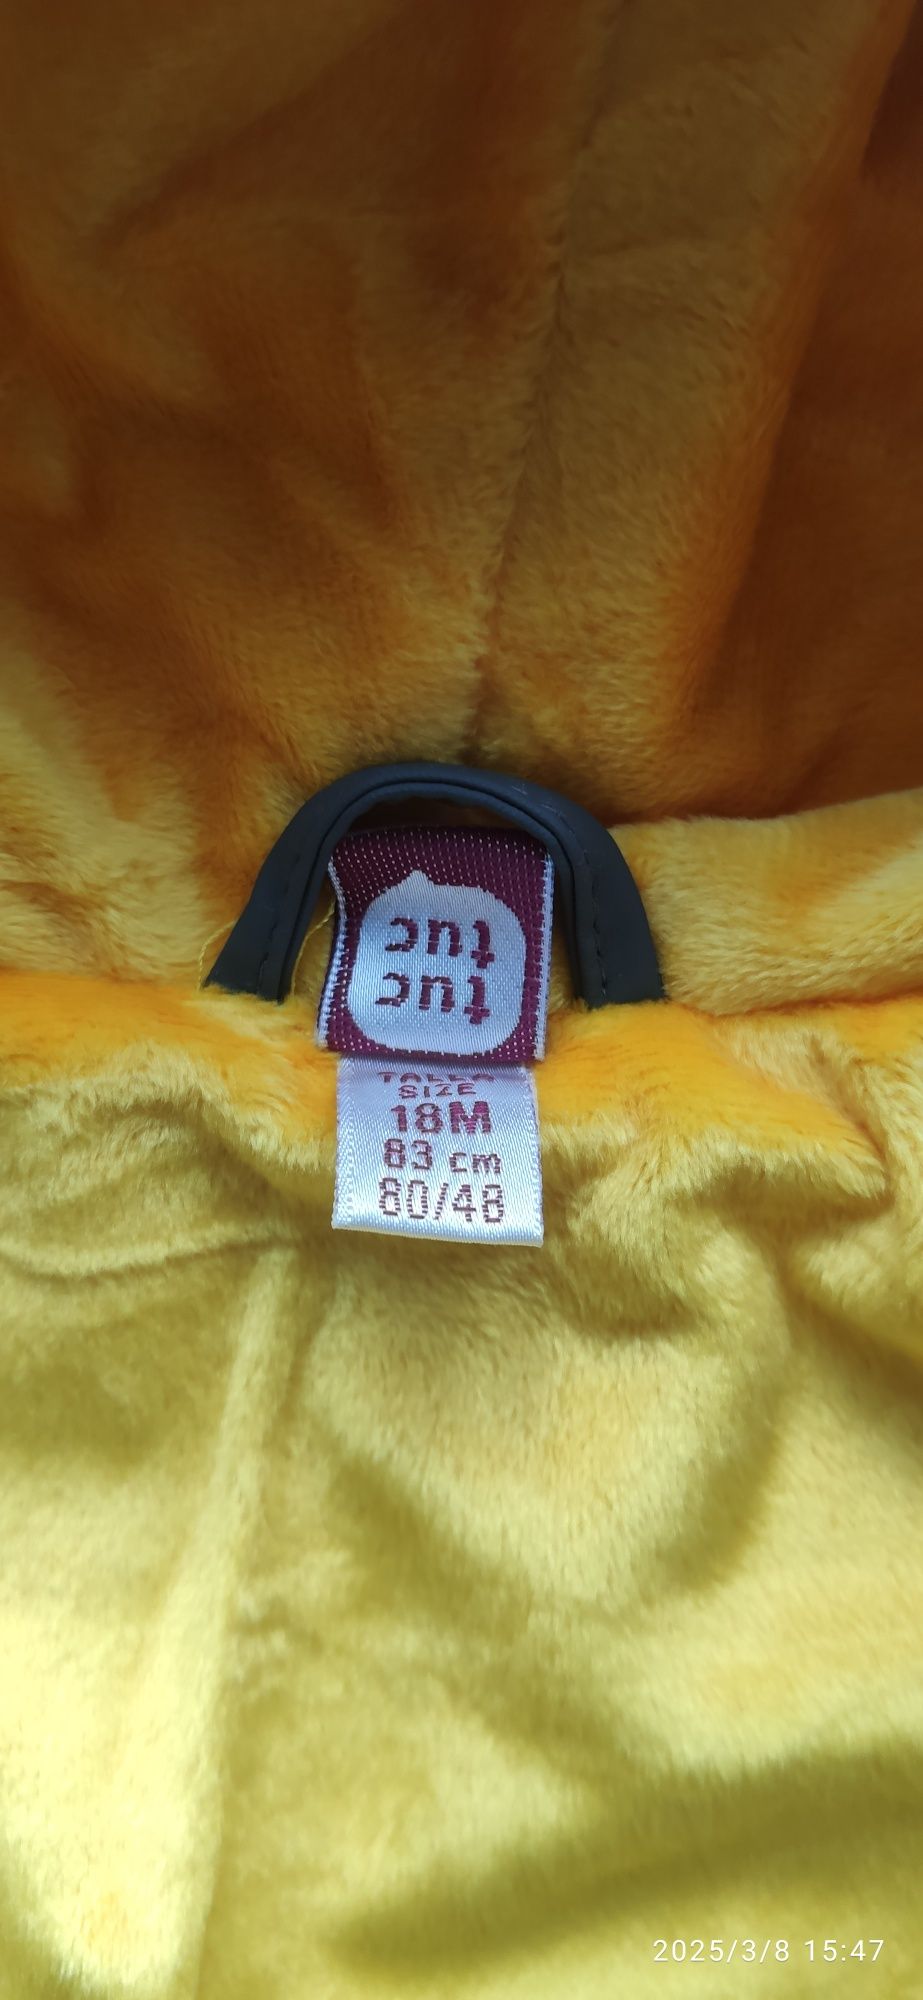 tuc
tuc
TALLA
SIZE
18M
83 cm
80/48
2025/3/8 15:47